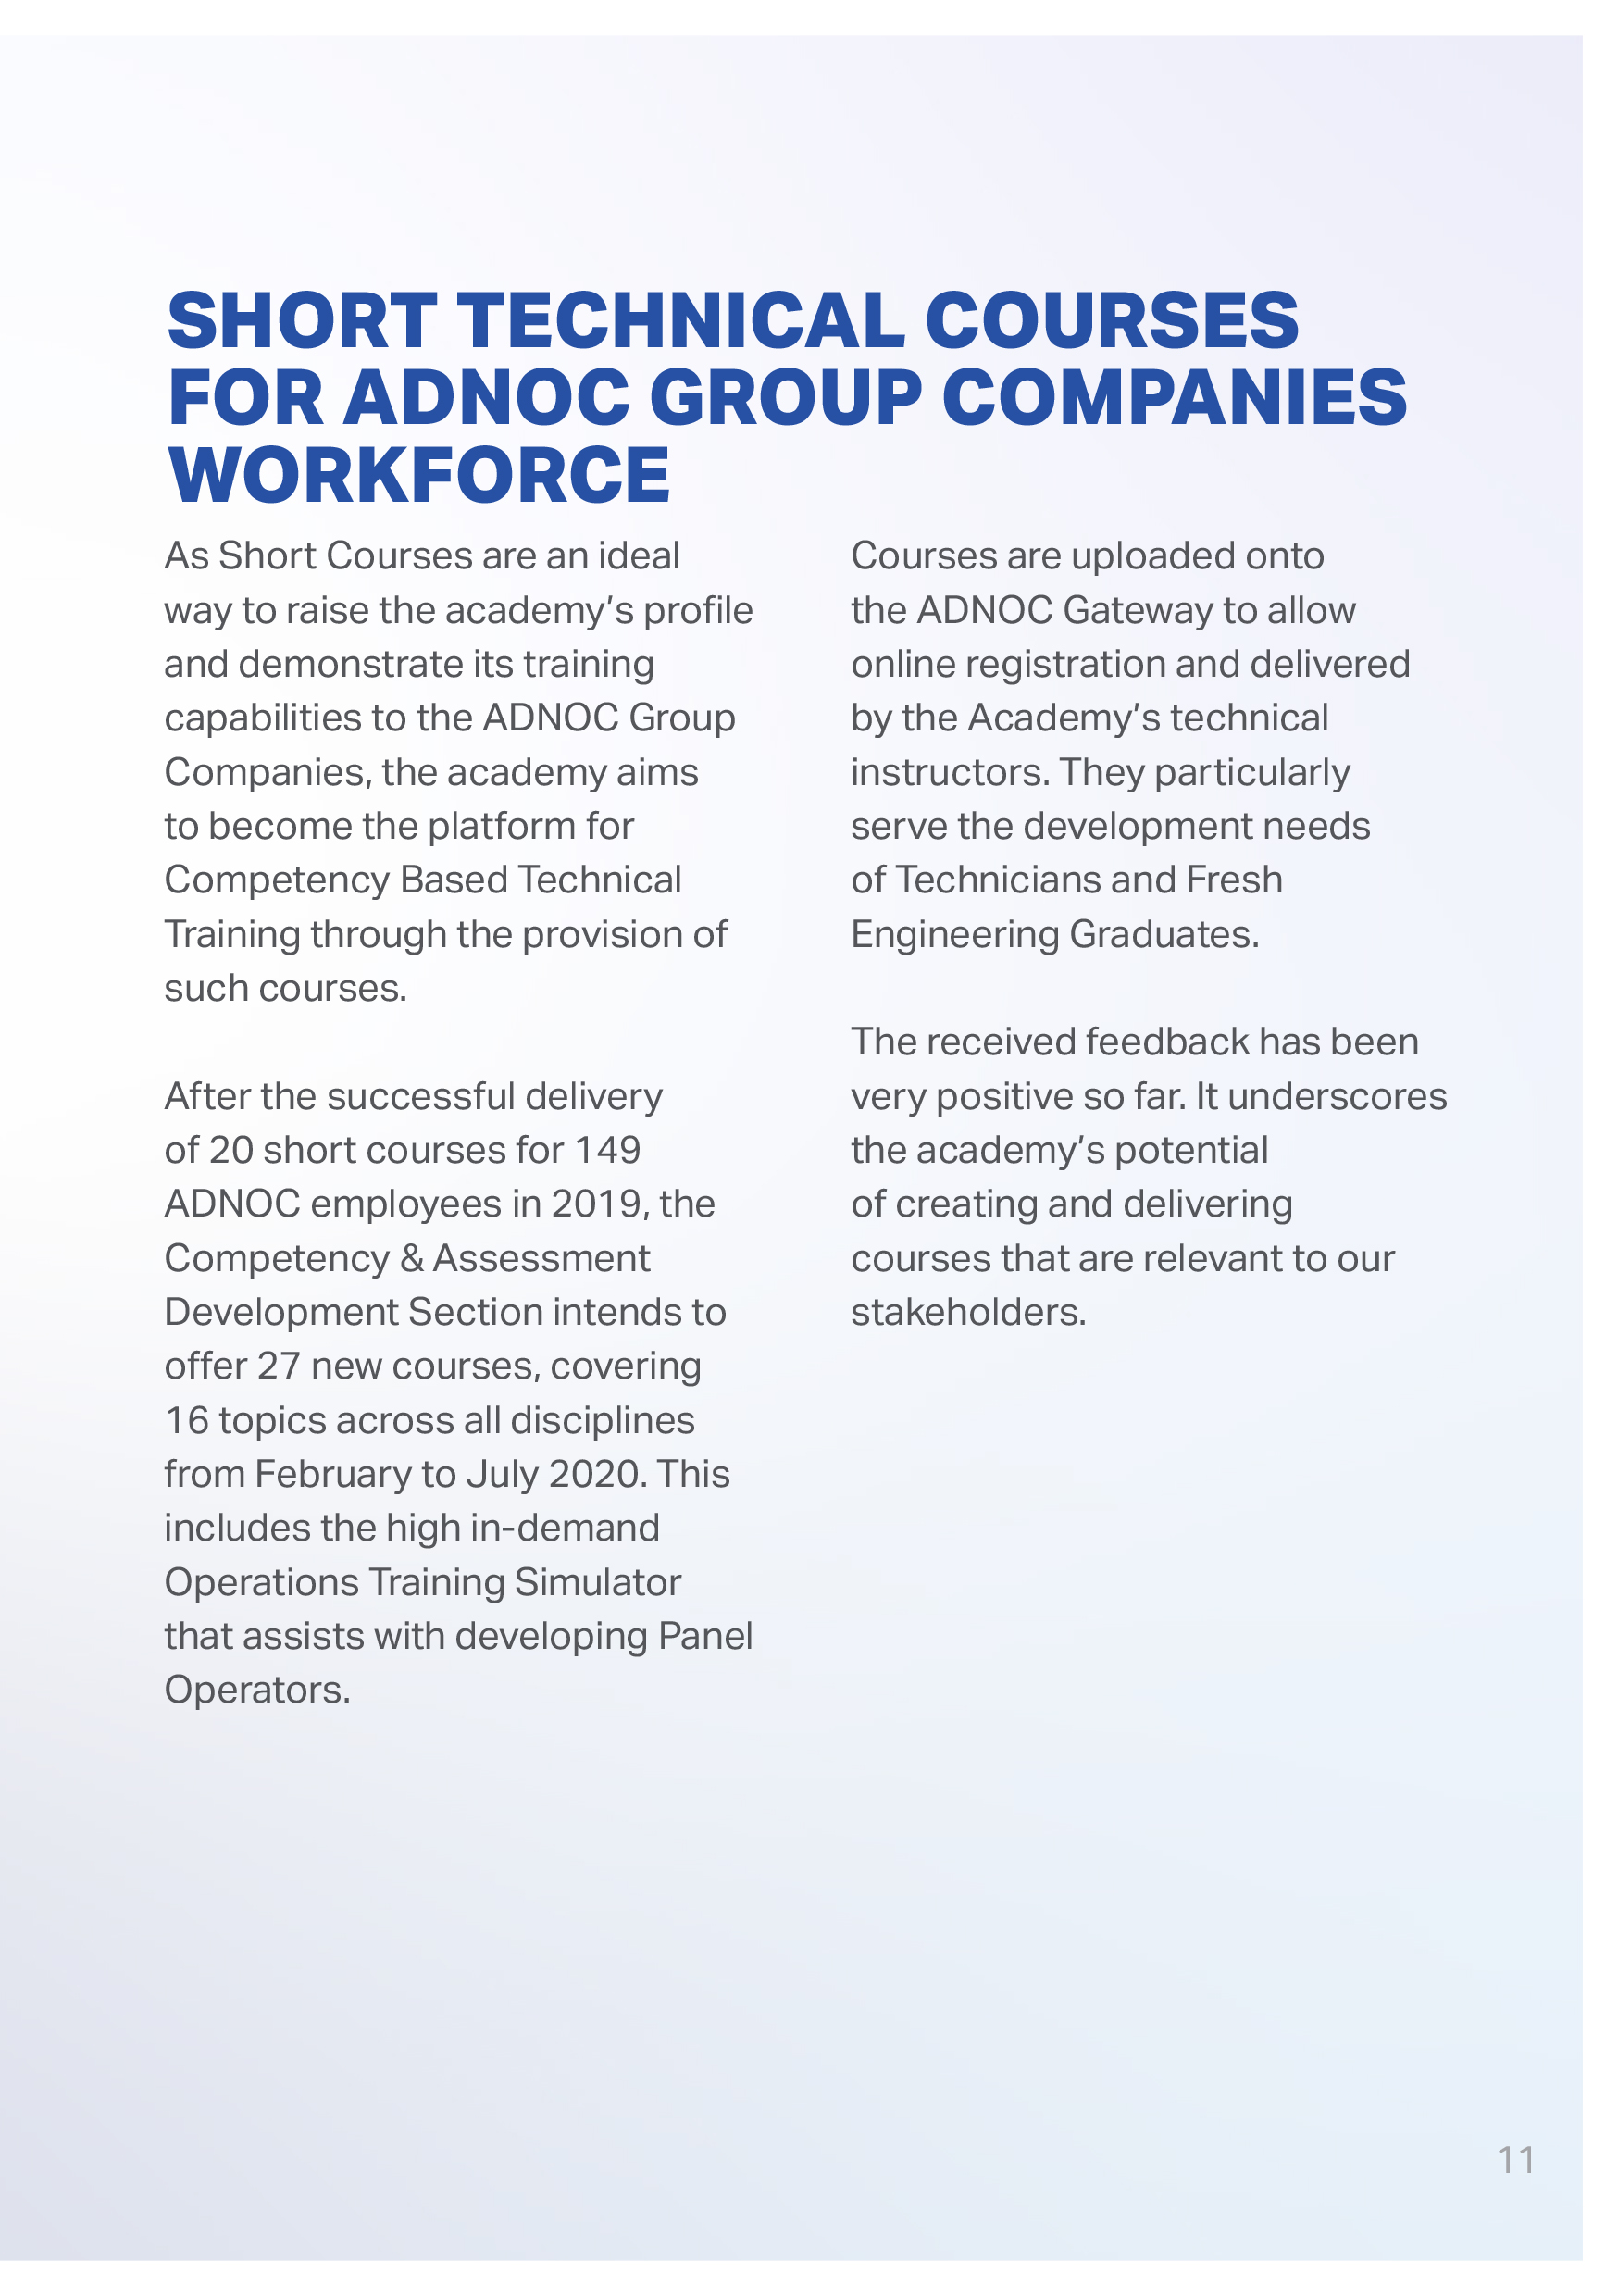 SHORT TECHNICAL COURSES
FOR ADNOC GROUP COMPANIES
WORKFORCE
As Short Courses are an ideal
way to raise the academy’s profile
and demonstrate its training
capabilities to the ADNOC Group
Companies, the academy aims
to become the platform for
Competency Based Technical
Training through the provision of
such courses.
After the successful delivery
of 20 short courses for 149
ADNOC employees in 2019, the
Competency & Assessment
Development Section intends to
offer 27 new courses, covering
16 topics across all disciplines
from February to July 2020. This
includes the high in-demand
Operations Training Simulator
that assists with developing Panel
Operators.
Courses are uploaded onto
the ADNOC Gateway to allow
online registration and delivered
by the Academy’s technical
instructors. They particularly
serve the development needs
of Technicians and Fresh
Engineering Graduates.
The received feedback has been
very positive so far. It underscores
the academy’s potential
of creating and delivering
courses that are relevant to our
stakeholders.
11